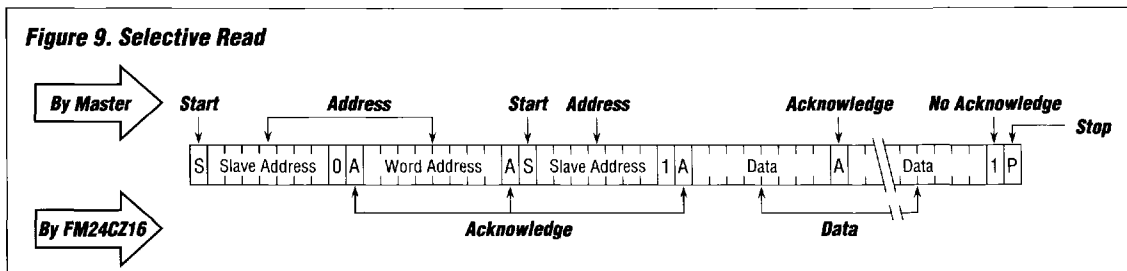 Figure 9. Selective Read
By Master
Start Address Start Address Acknowledge No Acknowledge
Stop
S Slave Address 0 A Word Address A S Slave Address 1 A Data A Data 1 P
By FM24CZ16
Acknowledge Data